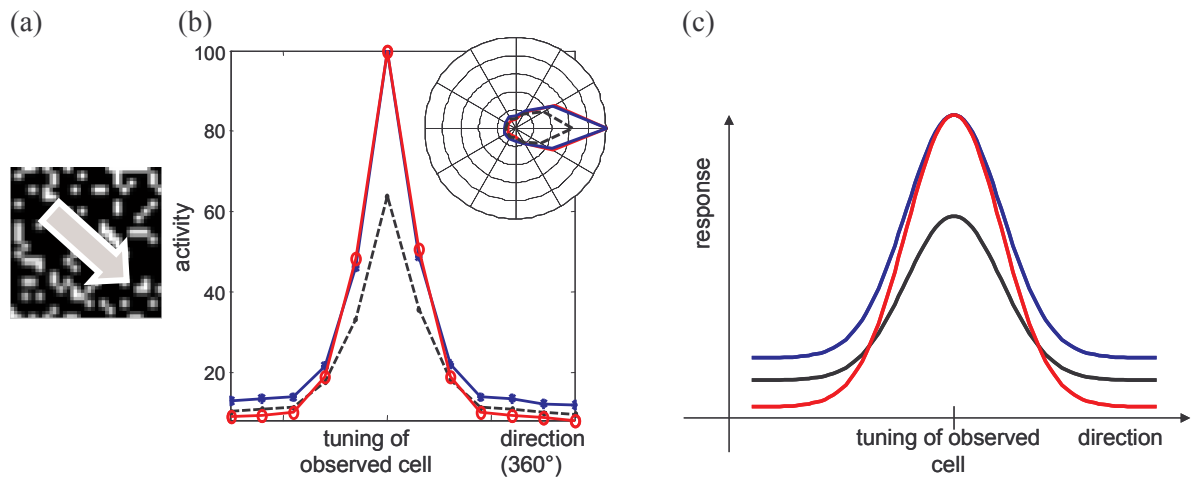 (a)
(b)
(c)
100
80
60
40
20
activity
tuning of
observed cell
direction
(360°)
response
tuning of observed
cell
direction